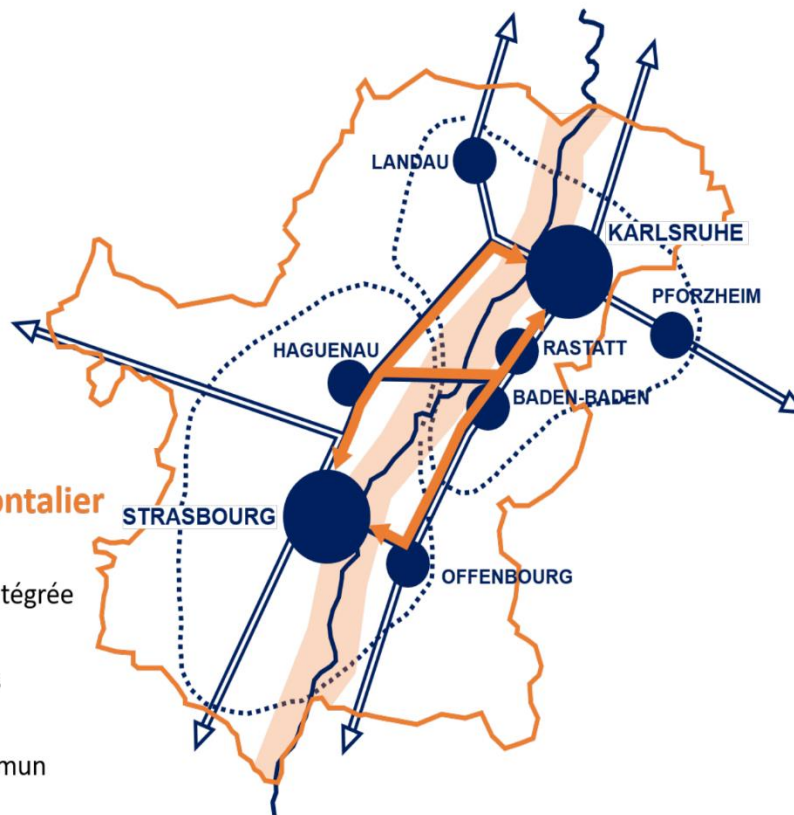 LANDAU
KARLSRUHE
PFORZHEIM
HAGUENAU
RASTATT
BADEN-BADEN
ontalier
STRASBOURG
OFFENBOURG
tégrée
mun